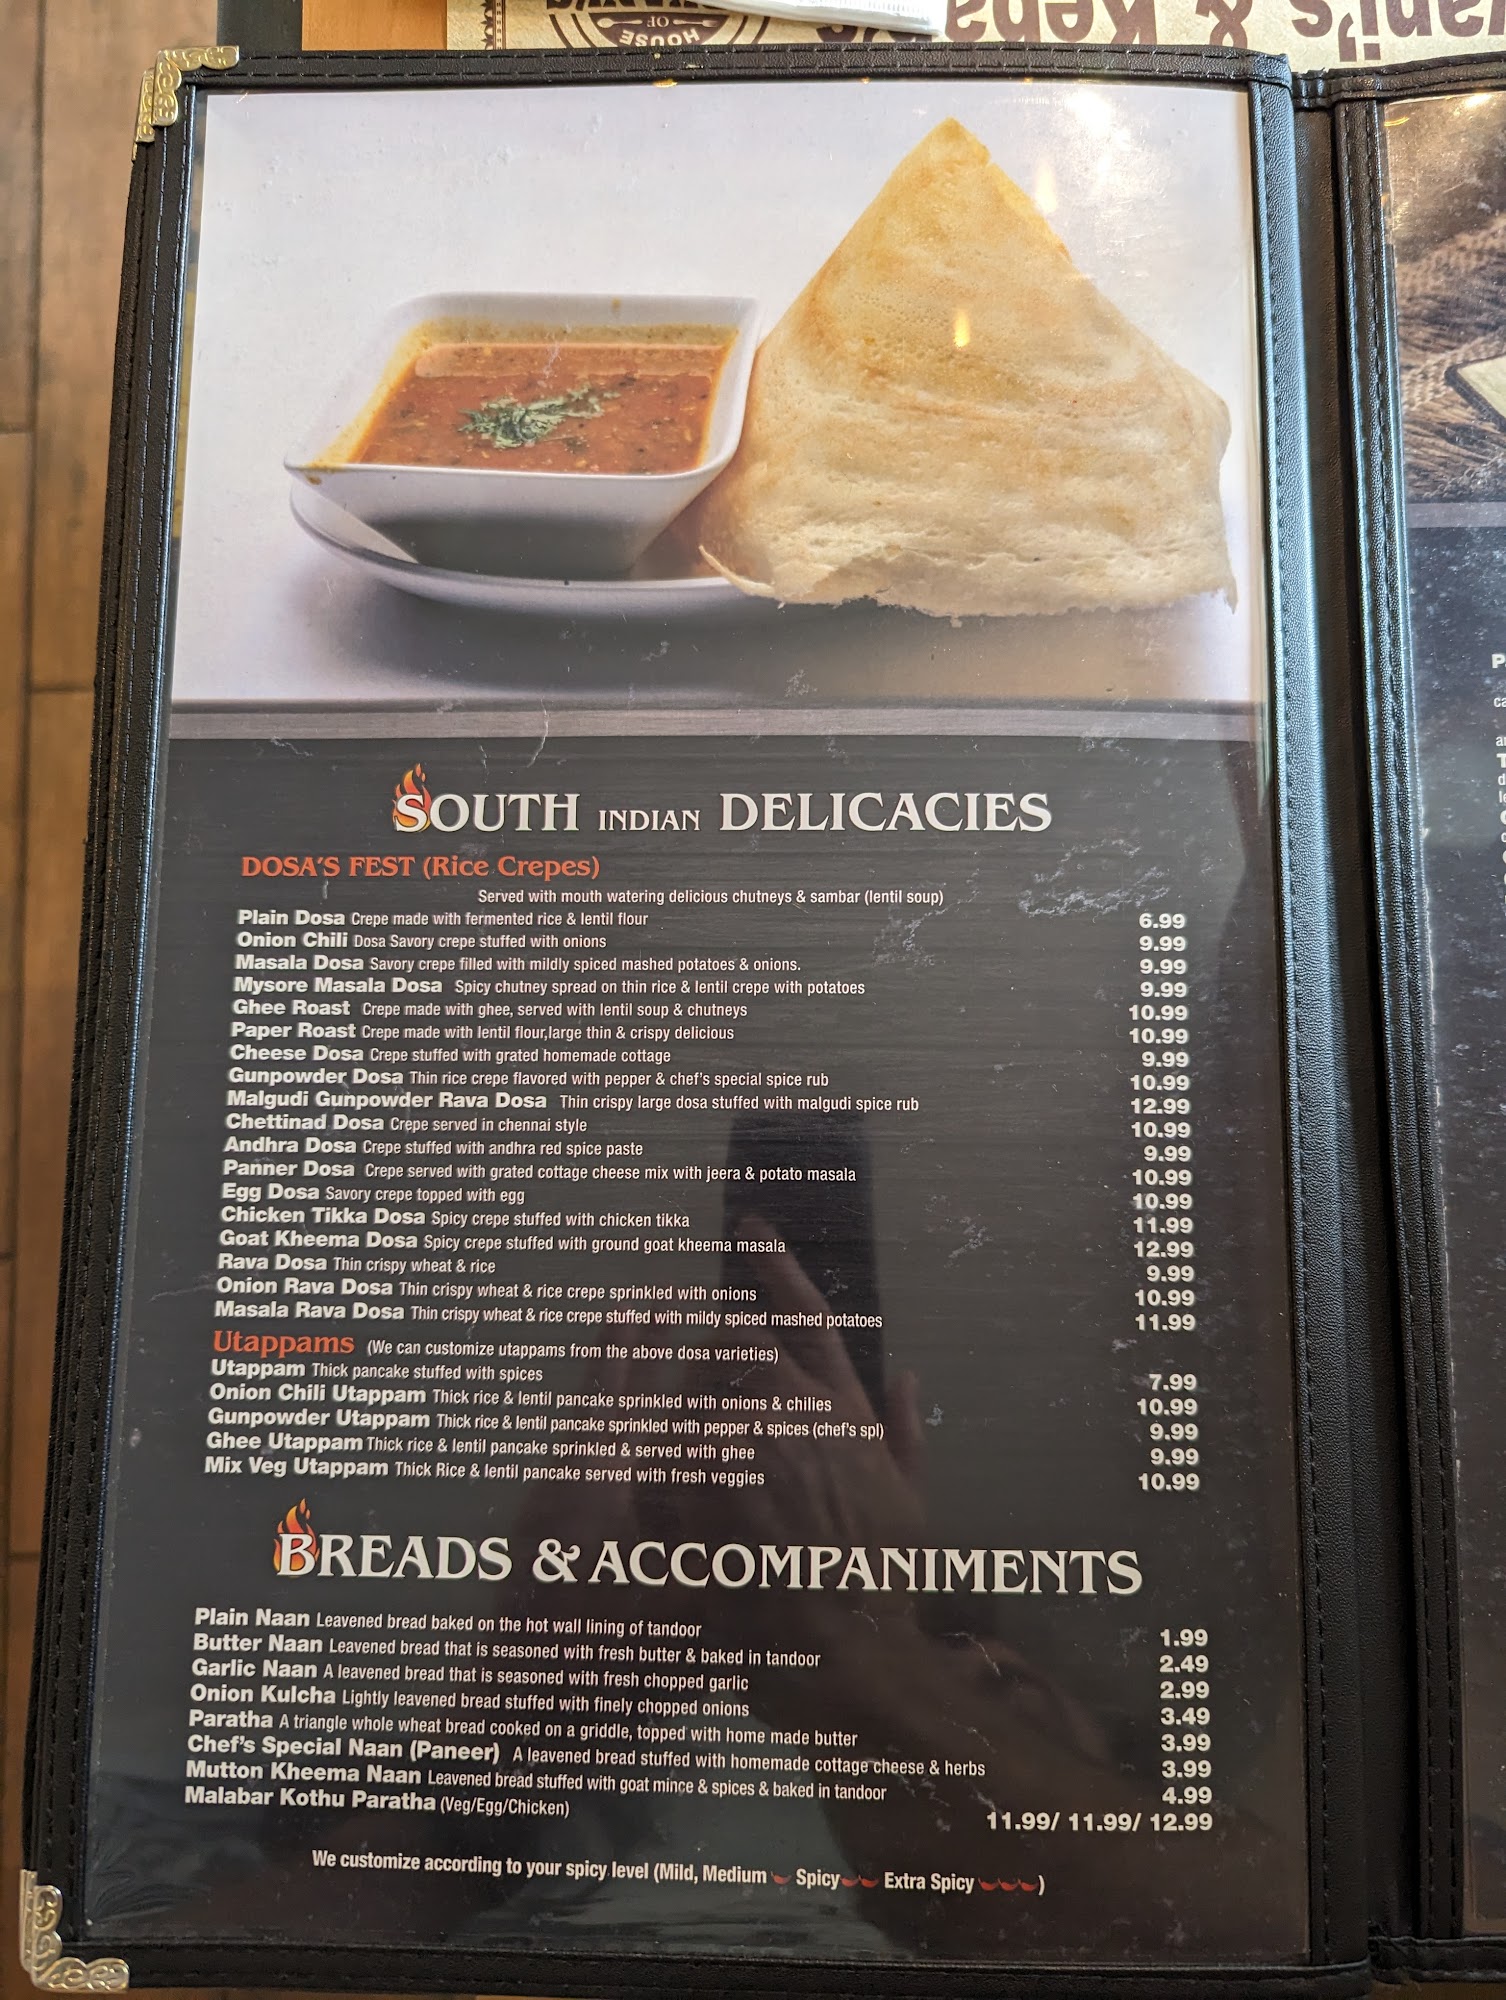 HOUSE
OF
ani's & Keba
SOUTH INDIAN DELICACIES
DOSA'S FEST (Rice Crepes)
Served with mouth watering delicious chutneys & sambar (lentil soup)
Plain Dosa Crepe made with fermented rice & lentil flour 6.99
Onion Chili Dosa Savory crepe stuffed with onions 9.99
Masala Dosa Savory crepe filled with mildly spiced mashed potatoes & onions. 9.99
Mysore Masala Dosa Spicy chutney spread on thin rice & lentil crepe with potatoes 9.99
Ghee Roast Crepe made with ghee, served with lentil soup & chutneys 10.99
Paper Roast Crepe made with lentil flour,large thin & crispy delicious 10.99
Cheese Dosa Crepe stuffed with grated homemade cottage 9.99
Gunpowder Dosa Thin rice crepe flavored with pepper & chef's special spice rub 10.99
Malgudi Gunpowder Rava Dosa Thin crispy large dosa stuffed with malgudi spice rub 12.99
Chettinad Dosa Crepe served in chennai style 10.99
Andhra Dosa Crepe stuffed with andhra red spice paste 9.99
Panner Dosa Crepe served with grated cottage cheese mix with jeera & potato masala 10.99
Egg Dosa Savory crepe topped with egg 10.99
Chicken Tikka Dosa Spicy crepe stuffed with chicken tikka 11.99
Goat Kheema Dosa Spicy crepe stuffed with ground goat kheema masala 12.99
Rava Dosa Thin crispy wheat & rice 9.99
Onion Rava Dosa Thin crispy wheat & rice crepe sprinkled with onions 10.99
Masala Rava Dosa Thin crispy wheat & rice crepe stuffed with mildy spiced mashed potatoes 11.99
Utappams (We can customize utappams from the above dosa varieties)
Utappam Thick pancake stuffed with spices 7.99
Onion Chili Utappam Thick rice & lentil pancake sprinkled with onions & chilies 10.99
Gunpowder Utappam Thick rice & lentil pancake sprinkled with pepper & spices (chef's spl) 9.99
Ghee Utappam Thick rice & lentil pancake sprinkled & served with ghee 9.99
Mix Veg Utappam Thick Rice & lentil pancake served with fresh veggies 10.99
BREADS & ACCOMPANIMENTS
Plain Naan Leavened bread baked on the hot wall lining of tandoor 1.99
Butter Naan Leavened bread that is seasoned with fresh butter & baked in tandoor 2.49
Garlic Naan A leavened bread that is seasoned with fresh chopped garlic 2.99
Onion Kulcha Lightly leavened bread stuffed with finely chopped onions 3.49
Paratha A triangle whole wheat bread cooked on a griddle, topped with home made butter 3.99
Chef's Special Naan (Paneer) A leavened bread stuffed with homemade cottage cheese & herbs 3.99
Mutton Kheema Naan Leavened bread stuffed with goat mince & spices & baked in tandoor 4.99
Malabar Kothu Paratha (Veg/Egg/Chicken) 11.99/ 11.99/ 12.99
We customize according to your spicy level (Mild, Medium Spicy Extra Spicy )